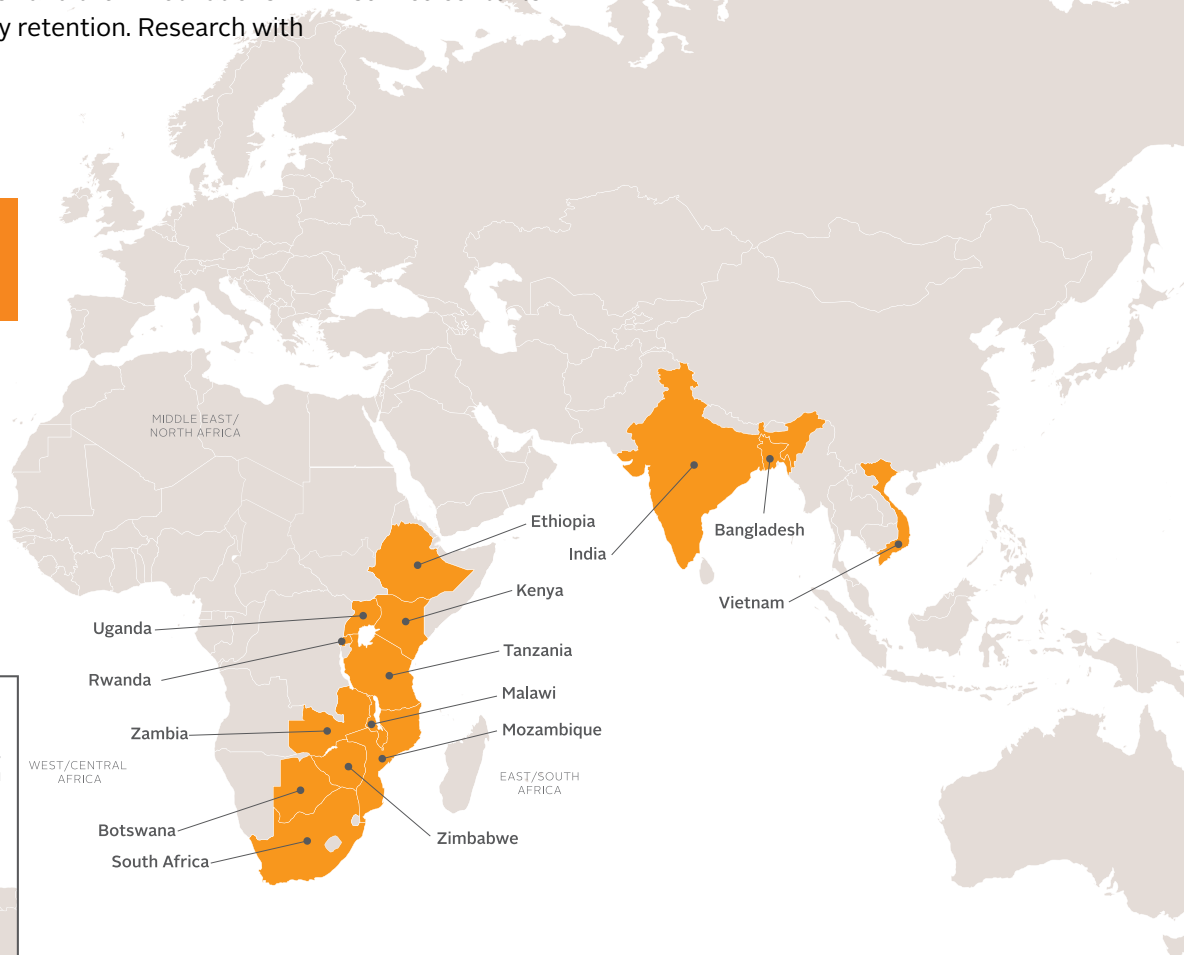 y retention. Research with
MIDDLE EAST/
NORTH AFRICA
Ethiopia
India
Bangladesh
Kenya
Vietnam
Uganda
Tanzania
Rwanda
Malawi
Zambia
Mozambique
WEST/CENTRAL
AFRICA
EAST/SOUTH
AFRICA
Botswana
Zimbabwe
South Africa